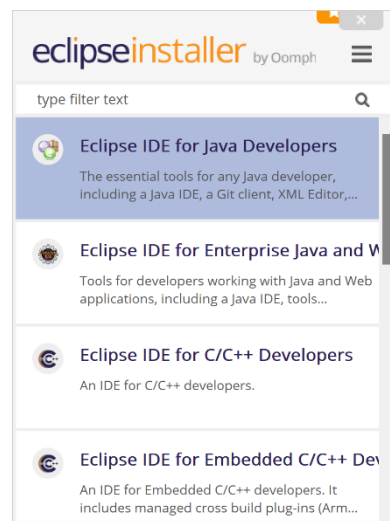 eclipseinstaller by Oomph
type filter text
Eclipse IDE for Java Developers
The essential tools for any Java developer,
including a Java IDE, a Git client, XML Editor,...
Eclipse IDE for Enterprise Java and W
Tools for developers working with Java and Web
applications, including a Java IDE, tools...
Eclipse IDE for C/C++ Developers
An IDE for C/C++ developers.
Eclipse IDE for Embedded C/C++ Dev
An IDE for Embedded C/C++ developers. It
includes managed cross build plug-ins (Arm...